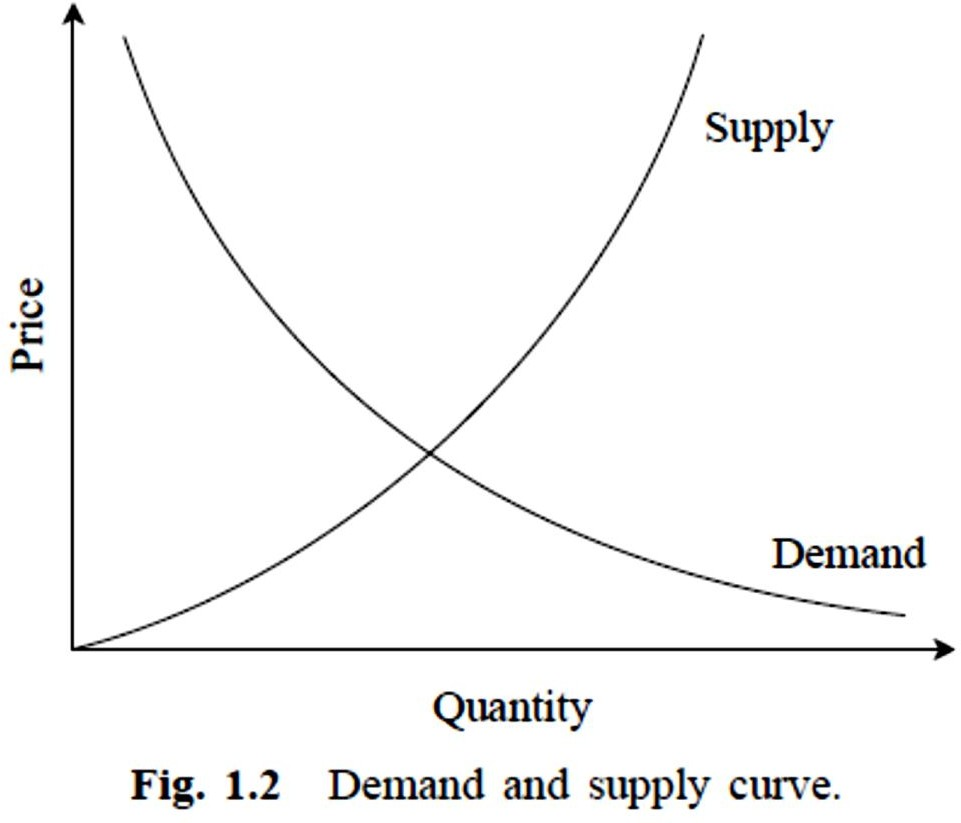 Supply
Price
Demand
Quantity
Fig. 1.2 Demand and supply curve.